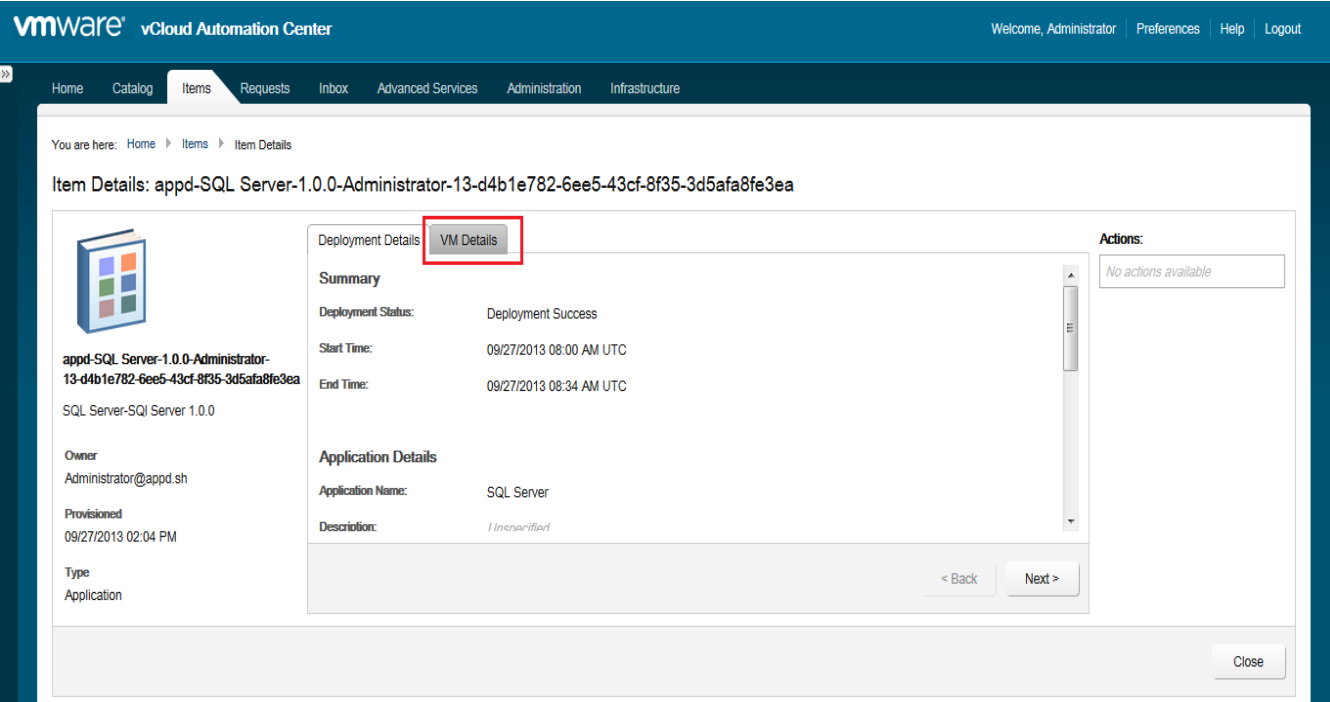 vmware® vCloud Automation Center
Welcome, Administrator Preferences Help Logout
Home Catalog Items Requests Inbox Advanced Services Administration Infrastructure
You are here: Home Items Item Details
Item Details: appd-SQL Server-1.0.0-Administrator-13-d4b1e782-6ee5-43cf-8f35-3d5afa8fe3ea
appd-SQL Server-1.0.0-Administrator-
13-d4b1e782-6ee5-43cf-8f35-3d5afa8fe3ea
SQL Server-SQl Server 1.0.0
Owner
Administrator@appd.sh
Provisioned
09/27/2013 02:04 PM
Type
Application
Deployment Details VM Details
Summary
Deployment Status: Deployment Success
Start Time: 09/27/2013 08:00 AM UTC
End Time: 09/27/2013 08:34 AM UTC
Application Details
Application Name: SQL Server
Description: Unspecified
< Back Next >
Actions:
No actions available
Close